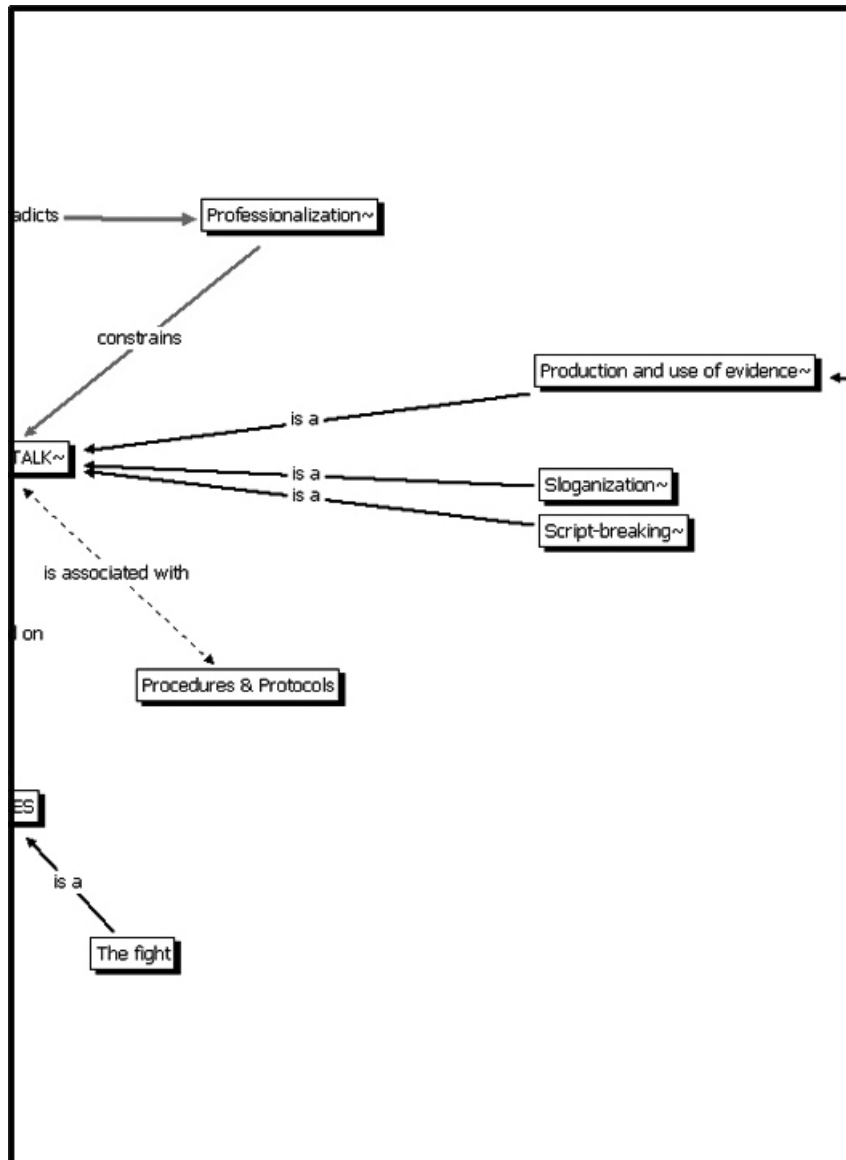 adicts
Professionalization~
constrains
Production and use of evidence~
is a
TALK~
is a
Sloganization~
is a
Script-breaking~
is associated with
on
Procedures & Protocols
ES
is a
The fight